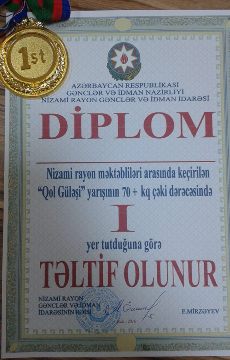 1st
AZƏRBAYCAN RESPUBLİKASI
GƏNCLƏR VƏ İDMAN NAZİRLİYİ
NİZAMİ RAYON GƏNCLƏR VƏ İDMAN İDARƏSİ
DİPLOM
Nizami rayon məktəbliləri arasında keçirilən
“Qol Güləşi” yarışının 70 + kq çəki dərəcəsində
I
yer tutduğuna görə
TƏLTİF OLUNUR
NİZAMİ RAYON
GƏNCLƏR VƏ İDMAN
İDARƏSİNİN RƏİSİ
E.MİRZƏYEV